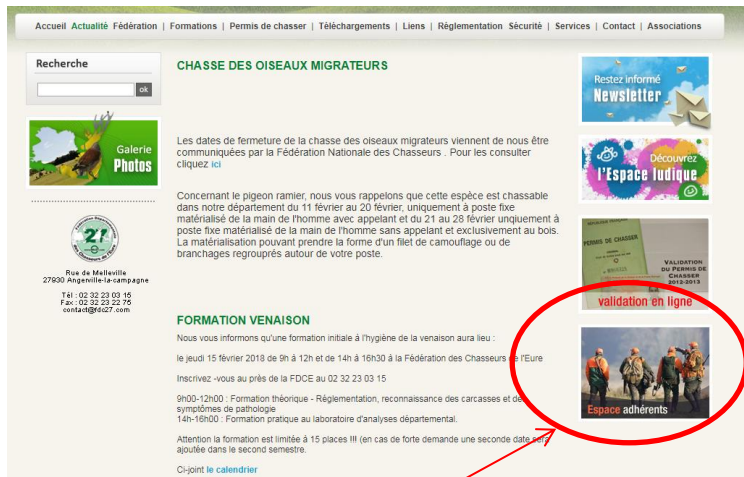 Accueil Actualité Fédération | Formations | Permis de chasser | Téléchargements | Liens | Réglementation Sécurité | Services | Contact | Associations
Recherche
ok
Galerie
Photos
27
Rue de Melleville
27930 Angerville-la-campagne
Tél : 02 32 23 03 15
Fax : 02 32 23 22 75
contact@fdc27.com
CHASSE DES OISEAUX MIGRATEURS
Les dates de fermeture de la chasse des oiseaux migrateurs viennent de nous être
communiquées par la Fédération Nationale des Chasseurs . Pour les consulter
cliquez ici
Concernant le pigeon ramier, nous vous rappelons que cette espèce est chassable
dans notre département du 11 février au 20 février, uniquement à poste fixe
matérialisé de la main de l'homme avec appelant et du 21 au 28 février unqiuement à
poste fixe matérialisé de la main de l'homme sans appelant et exclusivement au bois.
La matérialisation pouvant prendre la forme d'un filet de camouflage ou de
branchages regrouprés autour de votre poste.
FORMATION VENAISON
Nous vous informons qu'une formation initiale à l'hygiène de la venaison aura lieu :
le jeudi 15 février 2018 de 9h à 12h et de 14h à 16h30 à la Fédération des Chasseurs de l'Eure
Inscrivez -vous au près de la FDCE au 02 32 23 03 15
9h00-12h00 : Formation théorique - Réglementation, reconnaissance des carcasses et des
symptômes de pathologie
14h-16h00 : Formation pratique au laboratoire d'analyses départemental.
Attention la formation est limitée à 15 places !!! (en cas de forte demande une seconde date sera
ajoutée dans le second semestre.
Ci-joint le calendrier
Restez informé
Newsletter
Découvrez
l'Espace ludique
PERMIS DE CHASSER
VALIDATION
DU PERMIS DE
CHASSER
2012-2013
validation en ligne
Espace adhérents